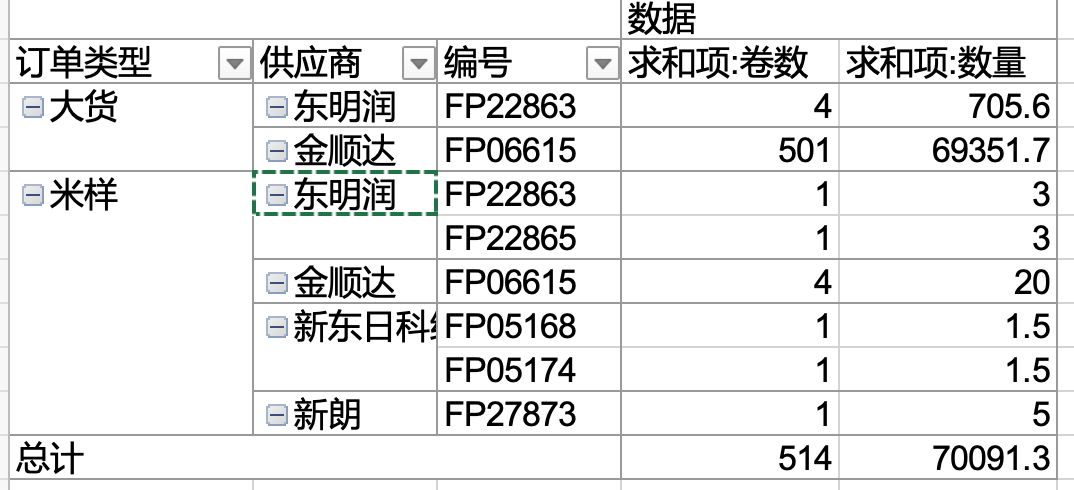 数据
订单类型 供应商 编号 求和项:卷数 求和项:数量
大货 东明润 FP22863 4 705.6
金顺达 FP06615 501 69351.7
米样 东明润 FP22863 1 3
FP22865 1 3
金顺达 FP06615 4 20
新东日科 FP05168 1 1.5
FP05174 1 1.5
新朗 FP27873 1 5
总计 514 70091.3